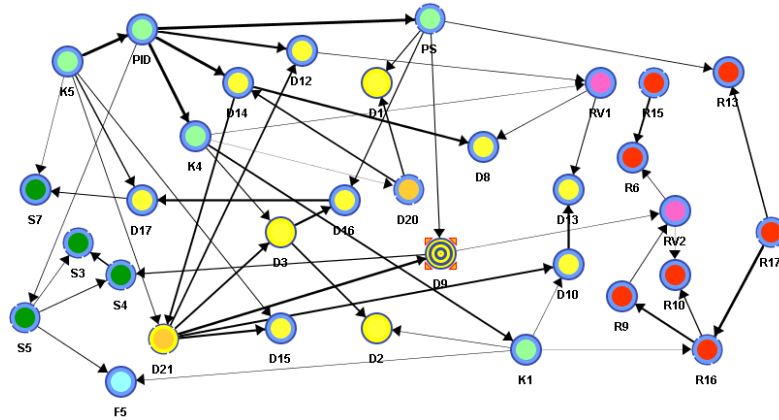 PS
PID
D12
K5
D14
D1
RV1
R15
R13
K4
D8
R6
S7
D17
D16
D20
D13
RV2
D3
R17
S3
D9
S4
D10
R9
R10
S5
D21
D15
D2
K1
R16
F5